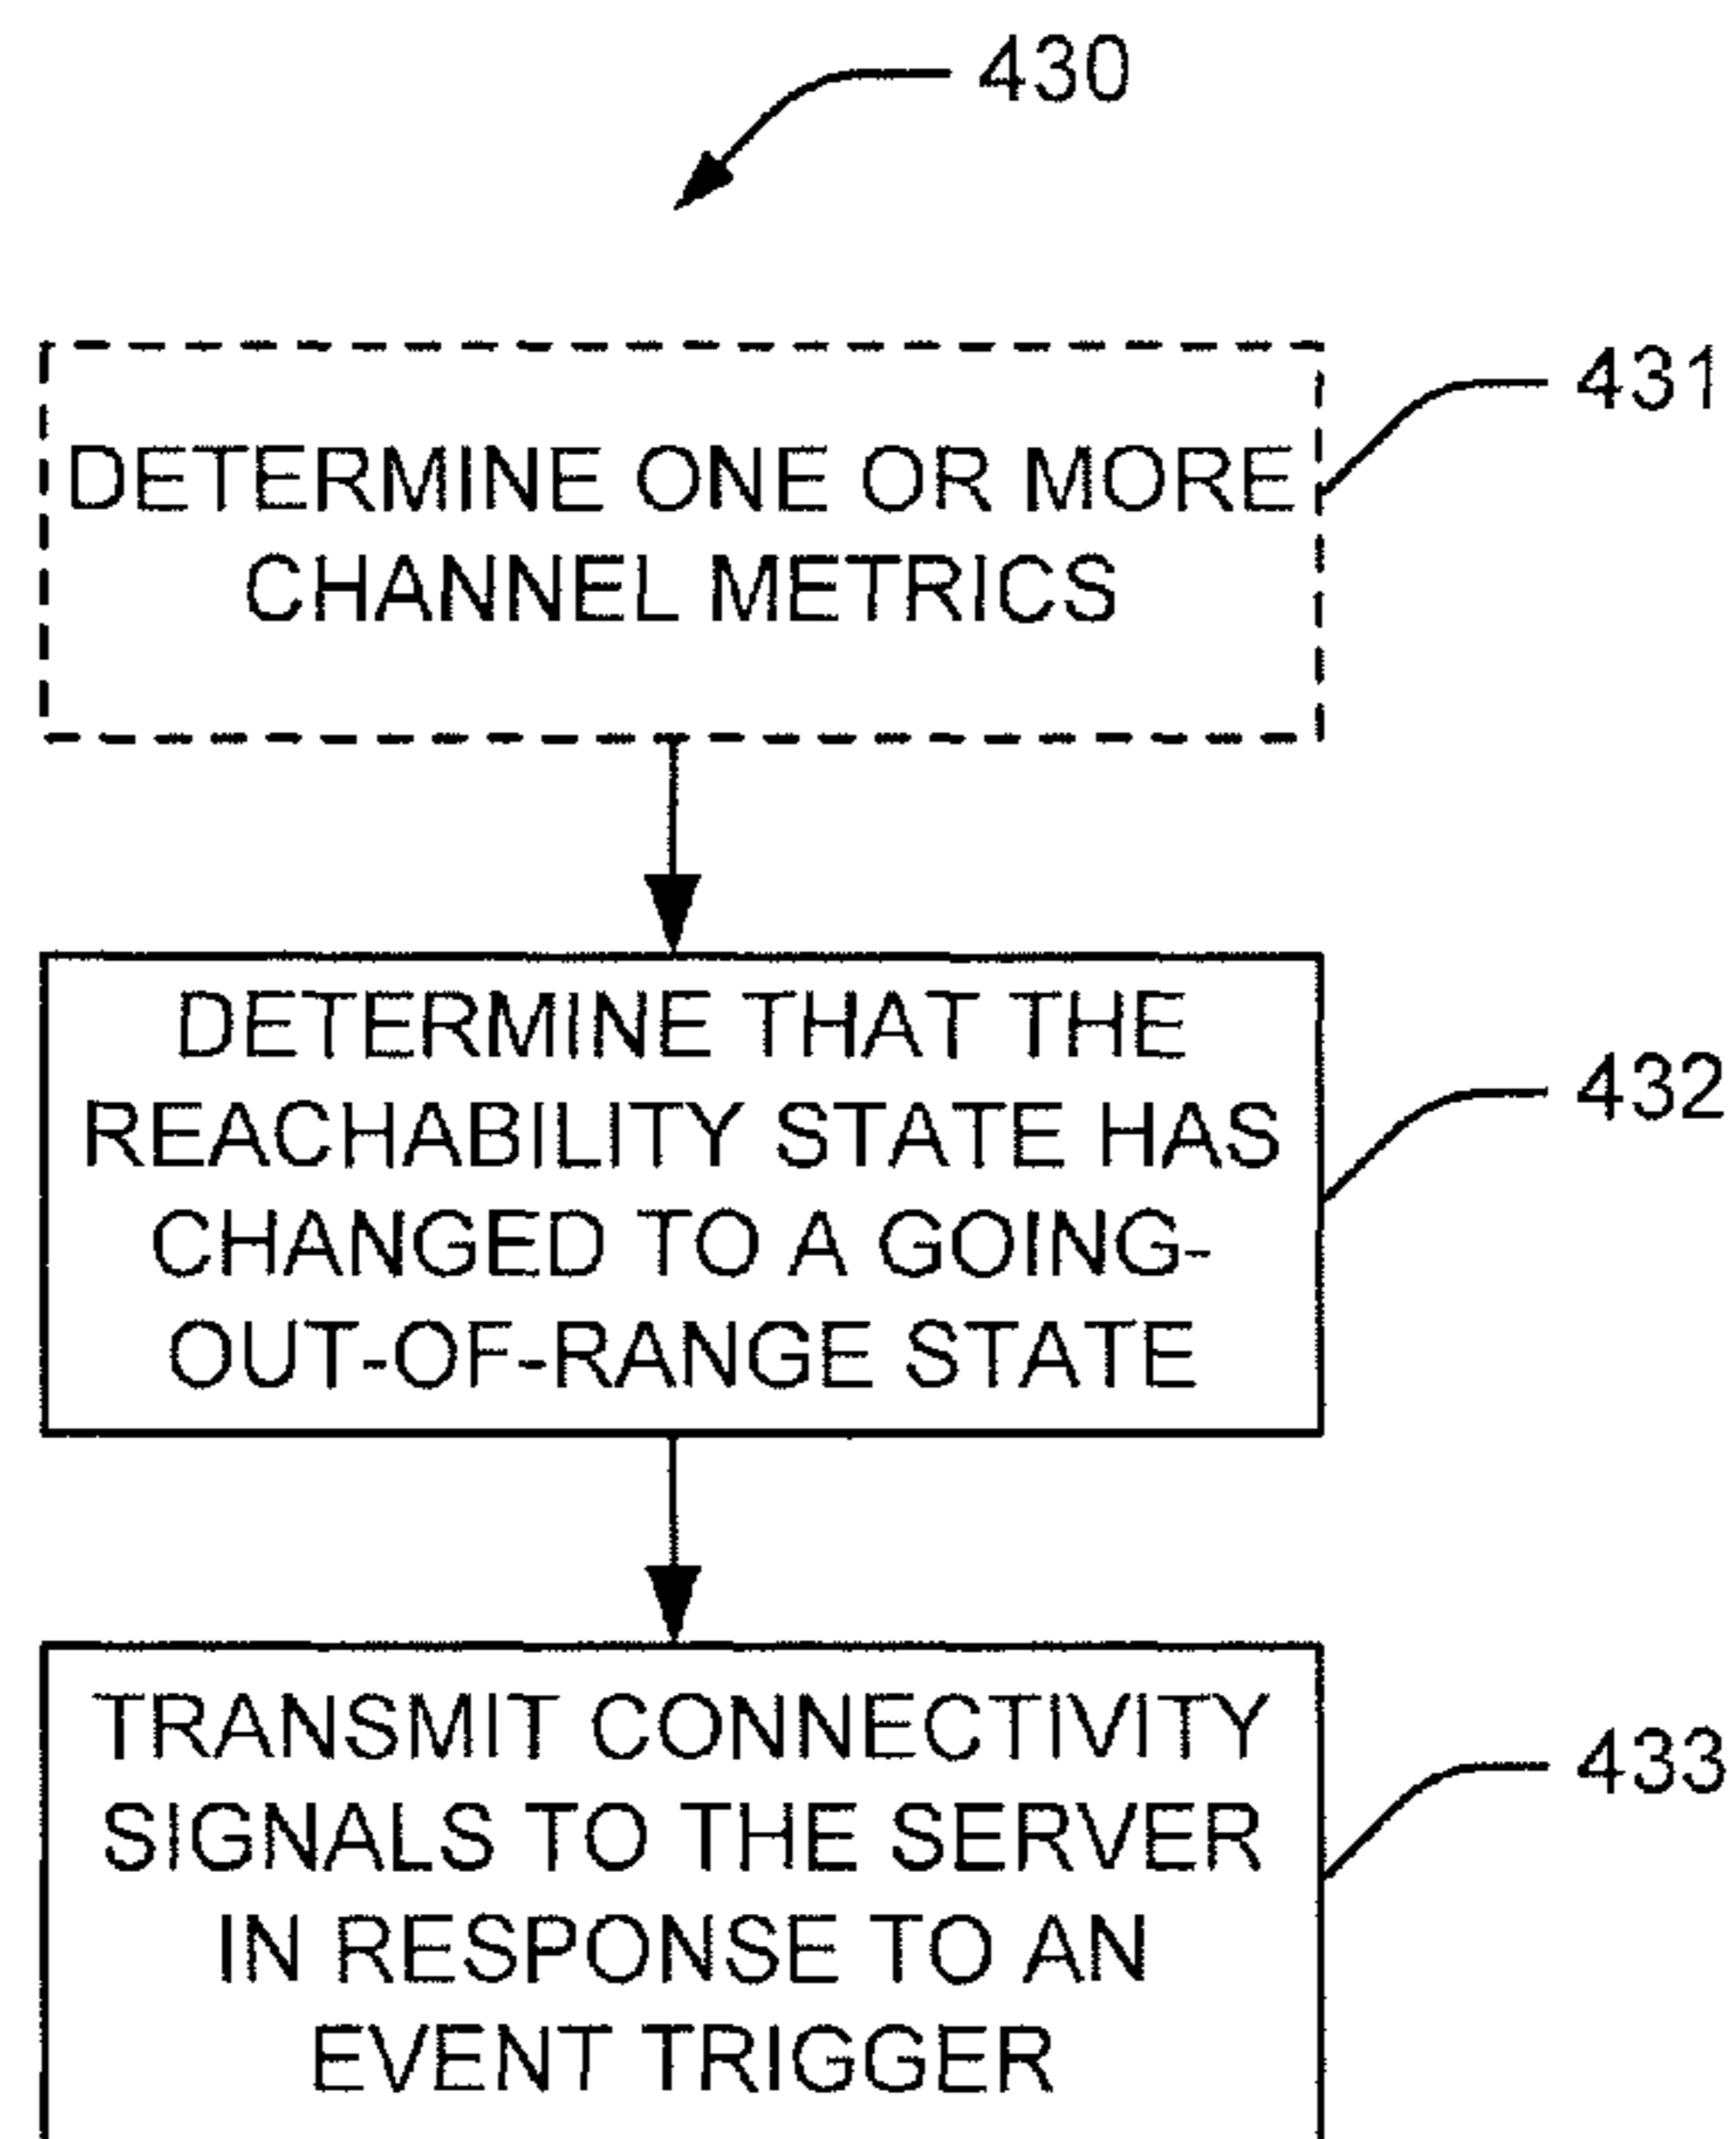 430
431
DETERMINE ONE OR MORE
CHANNEL METRICS
432
DETERMINE THAT THE
REACHABILITY STATE HAS
CHANGED TO A GOING-
OUT-OF-RANGE STATE
433
TRANSMIT CONNECTIVITY
SIGNALS TO THE SERVER
IN RESPONSE TO AN
EVENT TRIGGER